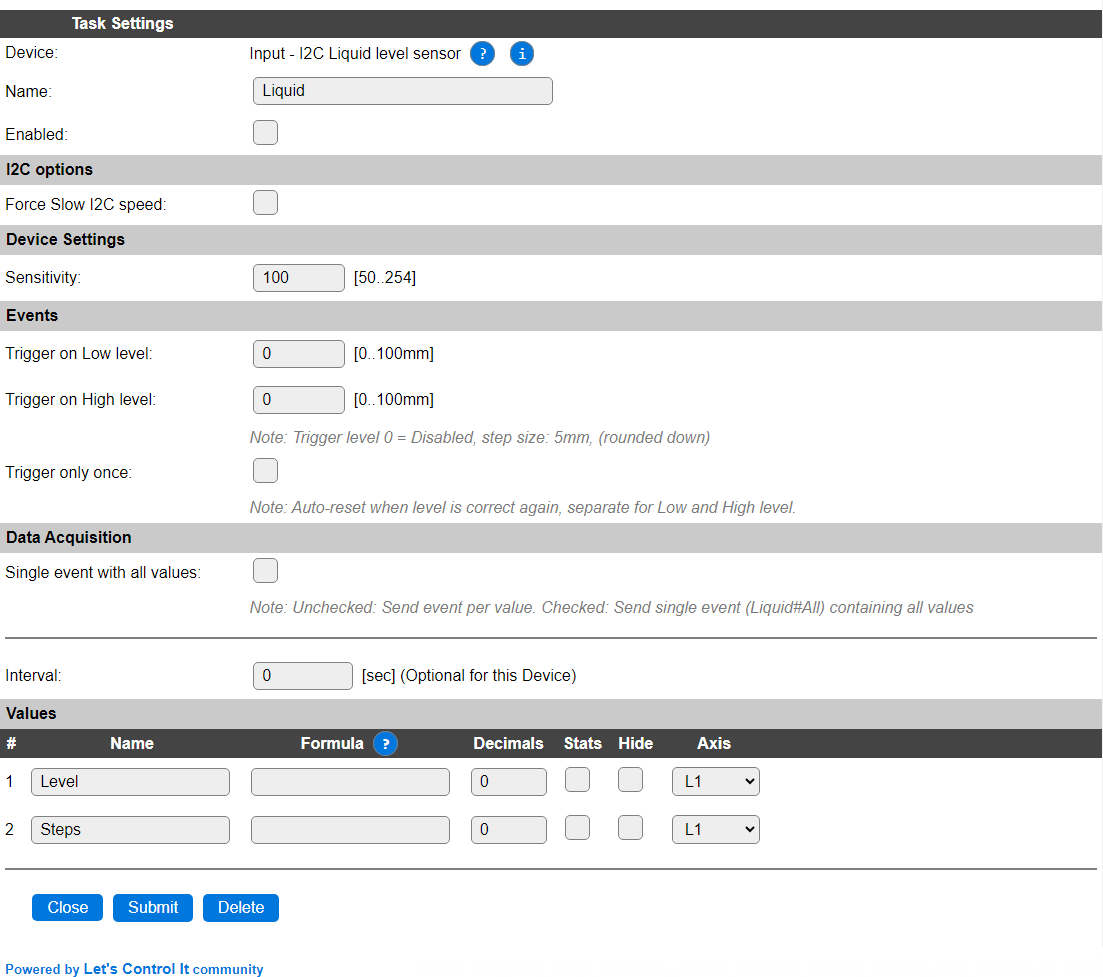 Task Settings
Device: Input - I2C Liquid level sensor ? i
Name: Liquid
Enabled:
I2C options
Force Slow I2C speed:
Device Settings
Sensitivity: 100 [50..254]
Events
Trigger on Low level: 0 [0..100mm]
Trigger on High level: 0 [0..100mm]
Note: Trigger level 0 = Disabled, step size: 5mm, (rounded down)
Trigger only once:
Note: Auto-reset when level is correct again, separate for Low and High level.
Data Acquisition
Single event with all values:
Note: Unchecked: Send event per value. Checked: Send single event (Liquid#All) containing all values
Interval: 0 [sec] (Optional for this Device)
Values
# Name Formula ? Decimals Stats Hide Axis
1 Level 0 L1
2 Steps 0 L1
Close Submit Delete
Powered by Let's Control It community